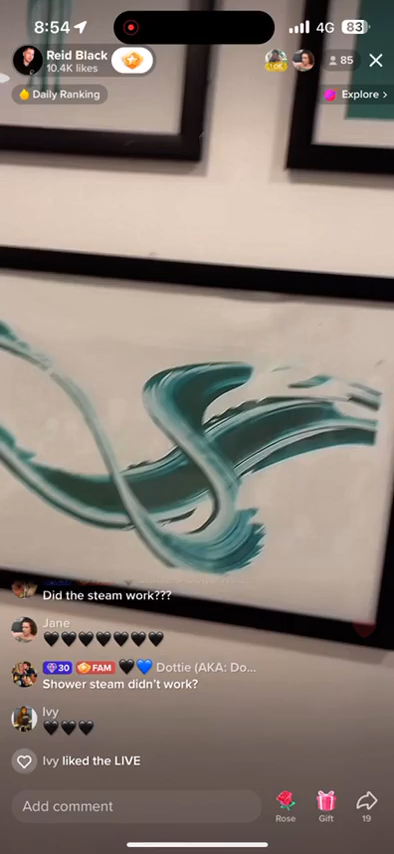 8:54
4G
83
Reid Black
10.4K likes
85
Daily Ranking
Explore >
Did the steam work???
Jane
🖤🖤🖤🖤🖤🖤🖤
30 FAM 🖤💙 Dottie (AKA: Do...
Shower steam didn't work?
Ivy
🖤🖤🖤
Ivy liked the LIVE
Add comment
Rose
Gift
19